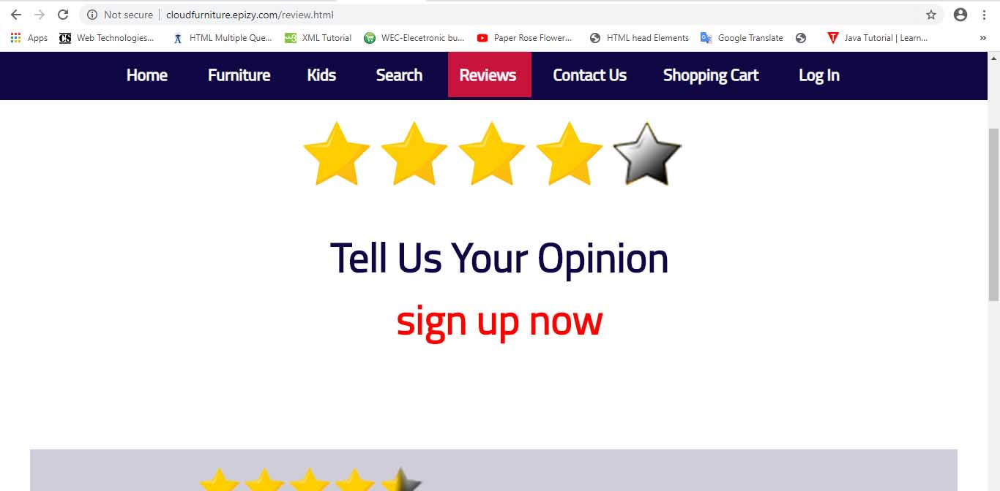 Not secure cloudfurniture.epizy.com/review.html
Apps CS Web Technologies... HTML Multiple Que... w3 XML Tutorial WEC-Elecetronic bu... Paper Rose Flower... HTML head Elements Google Translate T Java Tutorial | Learn... »
Home Furniture Kids Search Reviews Contact Us Shopping Cart Log In
Tell Us Your Opinion
sign up now